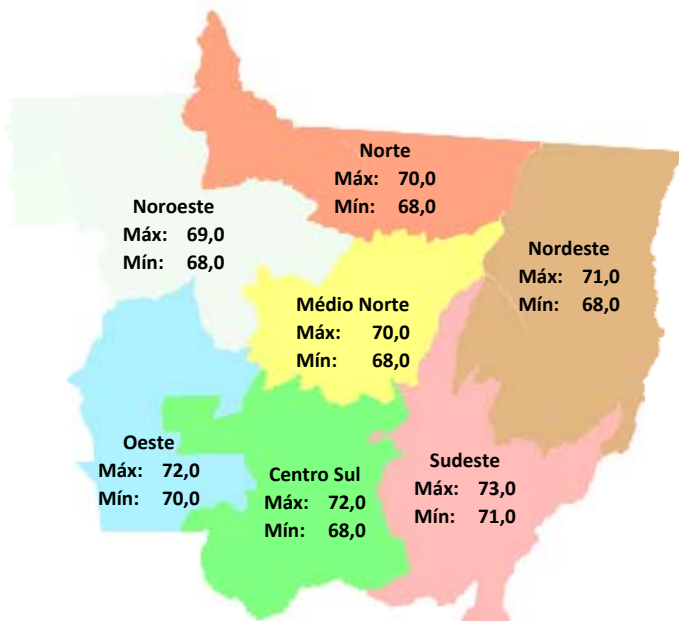 Norte
Máx: 70,0
Mín: 68,0
Noroeste
Máx: 69,0
Mín: 68,0
Nordeste
Máx: 71,0
Mín: 68,0
Médio Norte
Máx: 70,0
Mín: 68,0
Oeste
Máx: 72,0
Mín: 70,0
Centro Sul
Máx: 72,0
Mín: 68,0
Sudeste
Máx: 73,0
Mín: 71,0